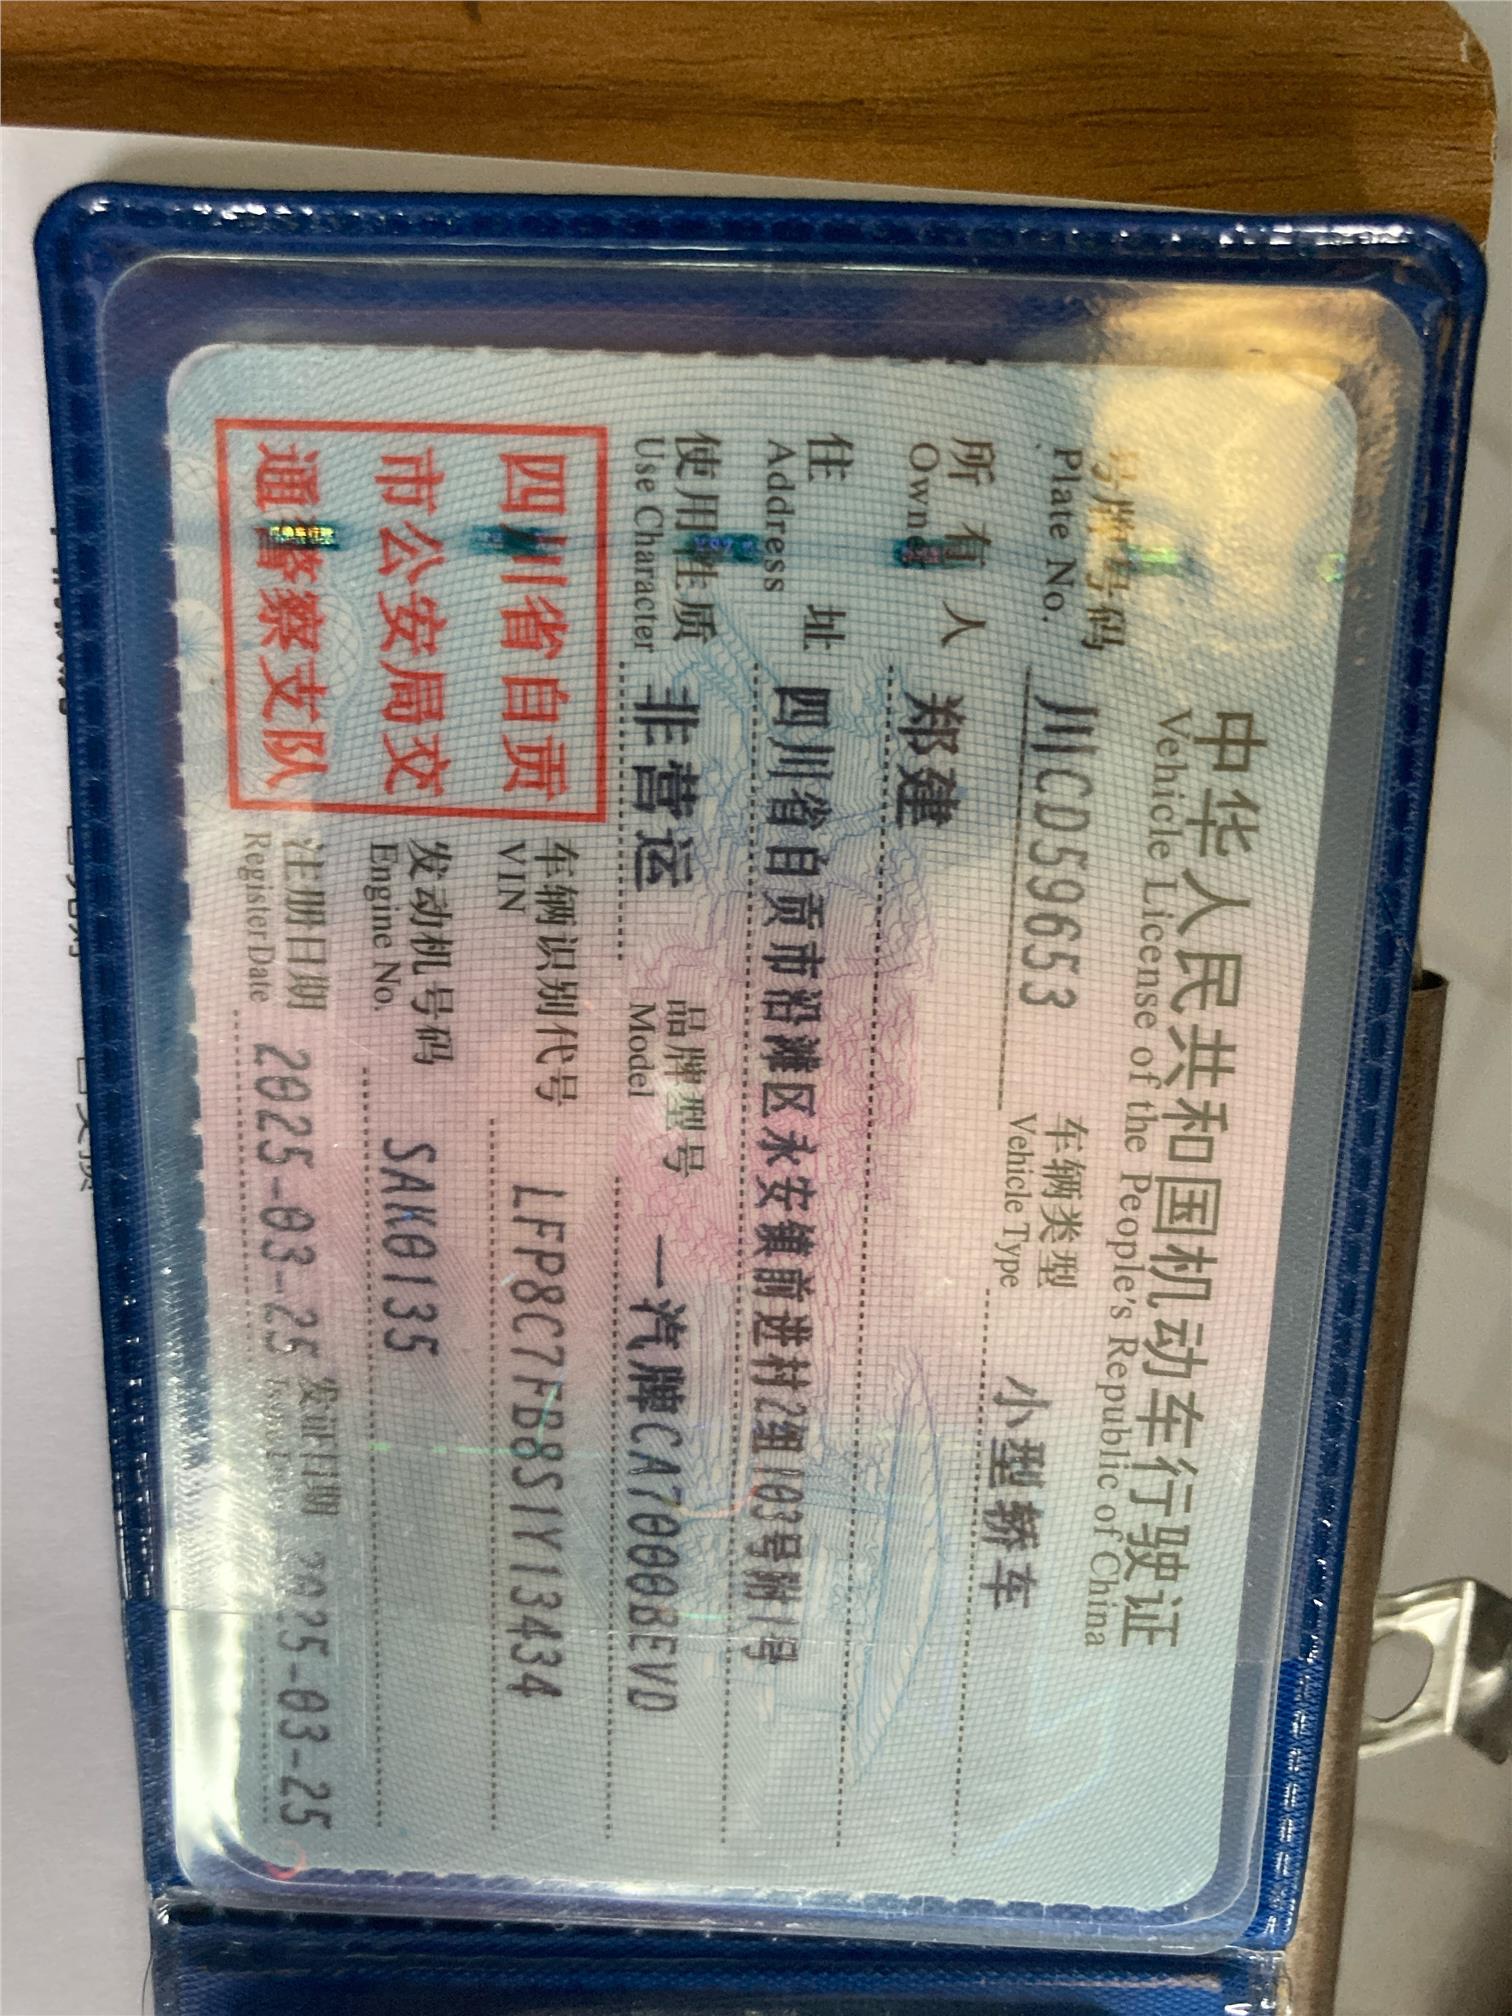 中华人民共和国机动车行驶证
Vehicle License of the People's Republic of China
号牌号码 川CD59653 车辆类型 小型轿车
Plate No. Vehicle Type
所有人 郑建
Owner
住址 四川省自贡市沿滩区永安镇前进村2组103号附1号
Address
使用性质 非营运 品牌型号 一汽牌CA7000BEVD
Use Character Model
四川省自贡
市公安局交
通警察支队
车辆识别代号 LFP8C7FB8S1Y13434
VIN
发动机号码 SAK0135
Engine No.
注册日期 2025-03-25 发证日期 2025-03-25
Register Date